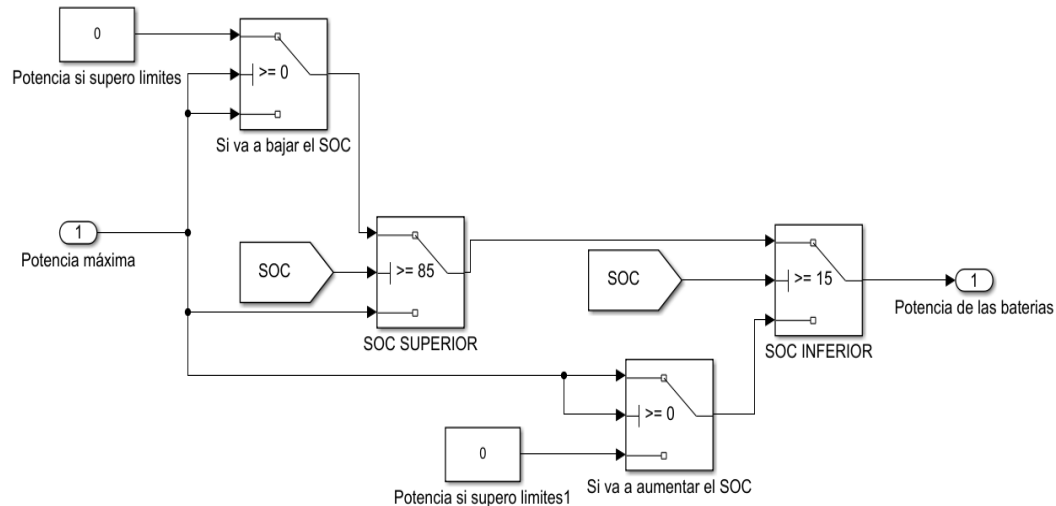 0
Potencia si supero limites
>= 0
Si va a bajar el SOC
1
Potencia máxima
SOC
>= 85
SOC SUPERIOR
SOC
>= 15
SOC INFERIOR
1
Potencia de las baterias
>= 0
Si va a aumentar el SOC
0
Potencia si supero limites1